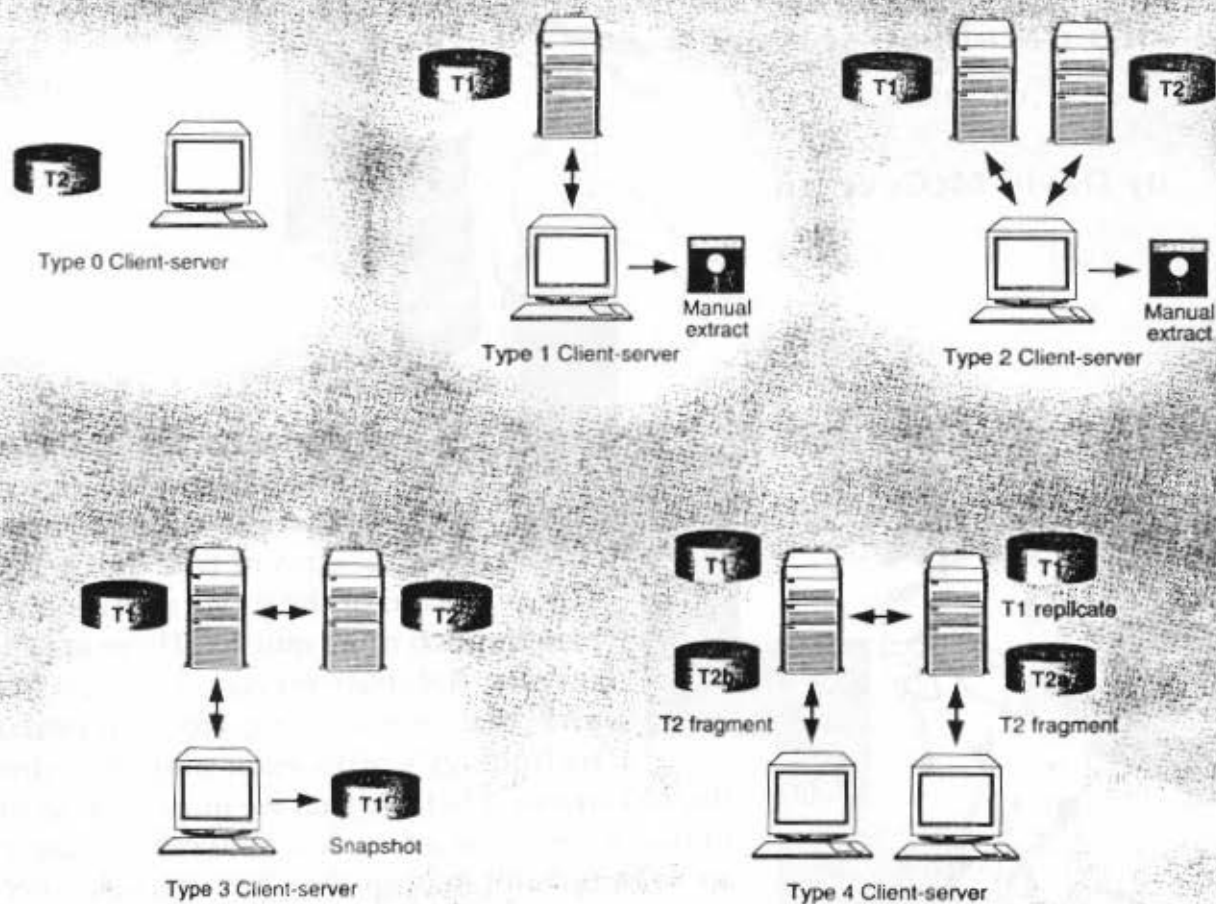 T2
Type 0 Client-server
T1
Manual
extract
Type 1 Client-server
T1
T2
Manual
extract
Type 2 Client-server
T1
T2
T1'
Snapshot
Type 3 Client-server
T1
T1
T1 replicate
T2b
T2 fragment
T2a
T2 fragment
Type 4 Client-server